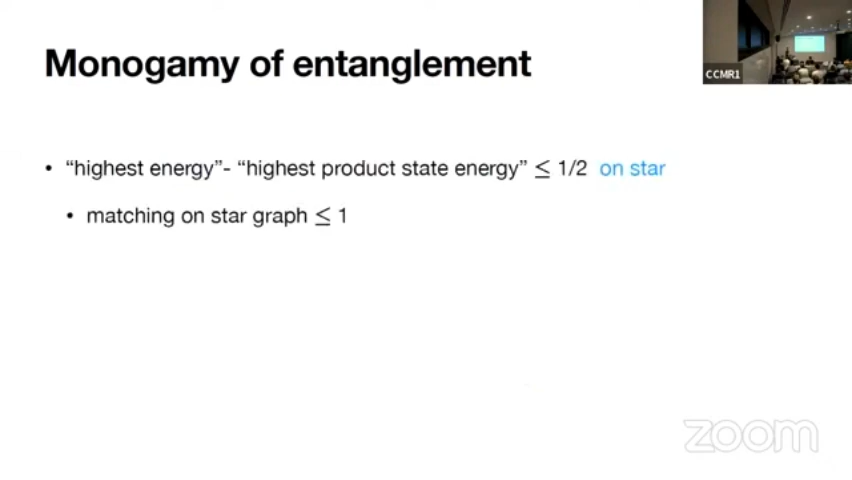 Monogamy of entanglement
CCMR1
• “highest energy”- “highest product state energy” ≤ 1/2 on star
• matching on star graph ≤ 1
zoom